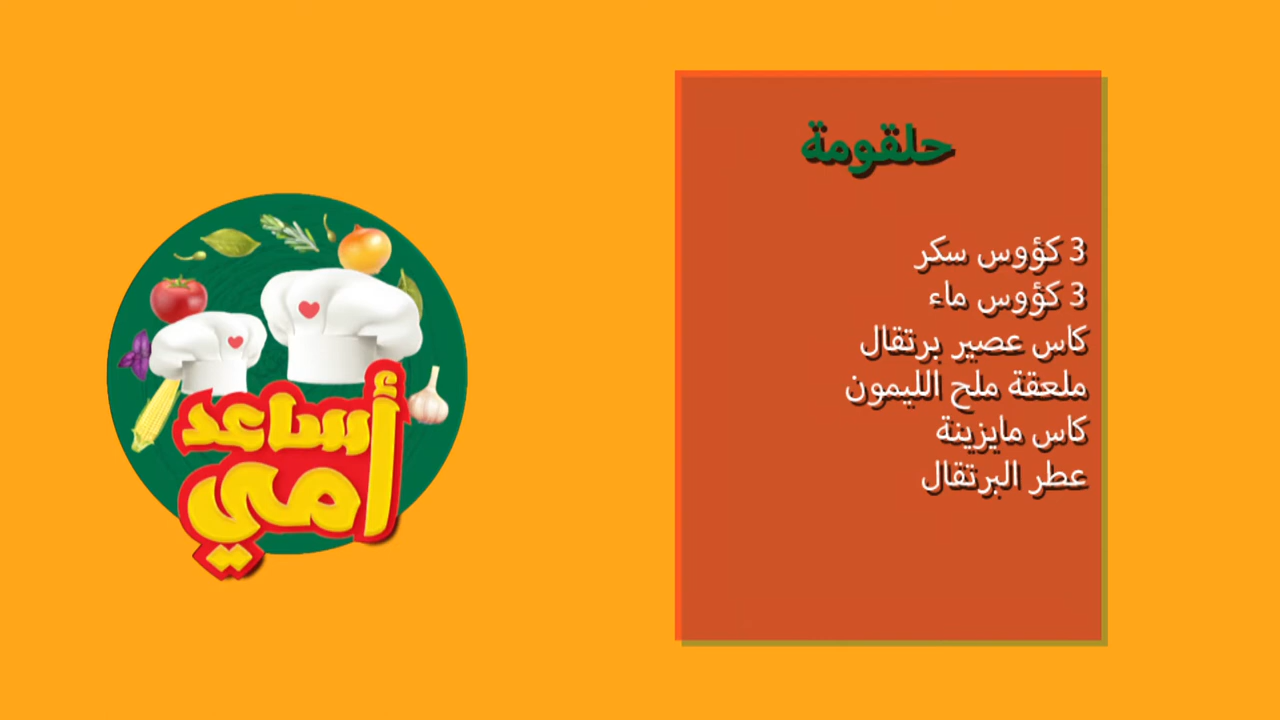 حلقومة
3 كؤوس سكر
3 كؤوس ماء
كاس عصير برتقال
ملعقة ملح الليمون
كاس مايزينة
عطر البرتقال
أساعد
أمي